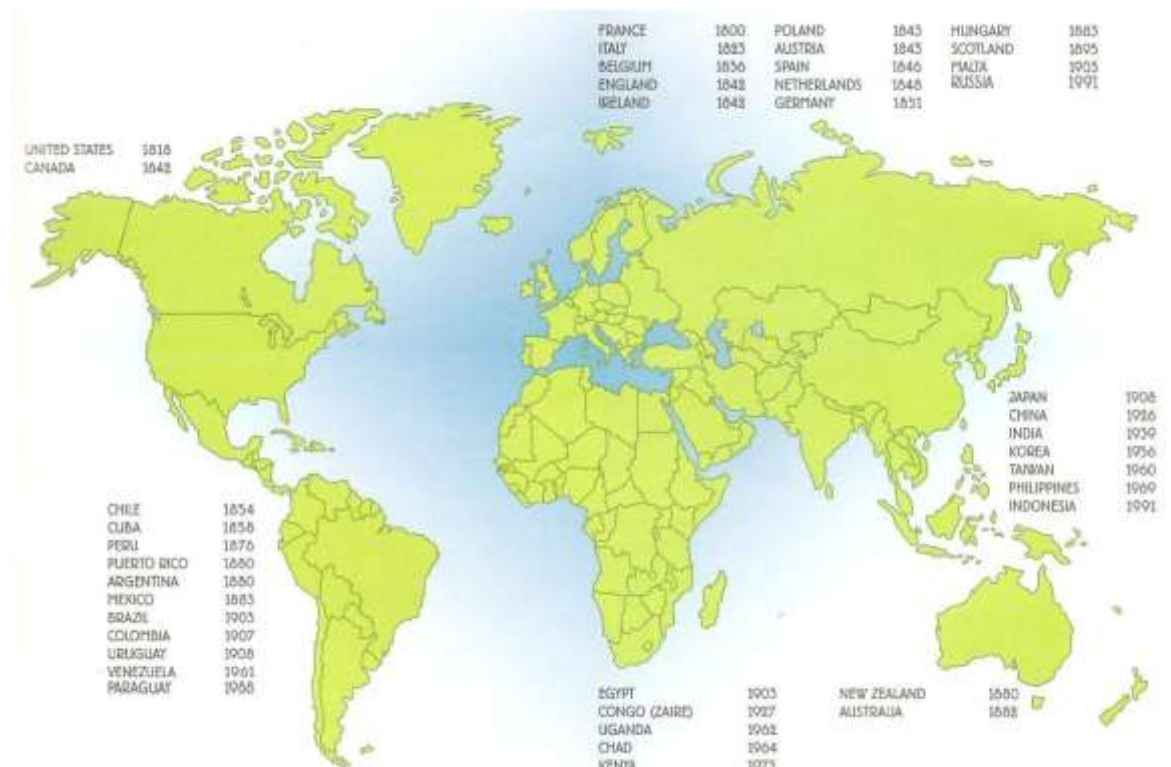 FRANCE 1800 POLAND 1843 HUNGARY 1883
ITALY 1823 AUSTRIA 1843 SCOTLAND 1895
BELGIUM 1836 SPAIN 1846 MALTA 1903
ENGLAND 1842 NETHERLANDS 1848 RUSSIA 1991
IRELAND 1842 GERMANY 1851
UNITED STATES 1818
CANADA 1842
JAPAN 1908
CHINA 1926
INDIA 1939
KOREA 1956
TAIWAN 1960
PHILIPPINES 1969
INDONESIA 1991
CHILE 1854
CUBA 1858
PERU 1876
PUERTO RICO 1880
ARGENTINA 1880
MEXICO 1883
BRAZIL 1903
COLOMBIA 1907
URUGUAY 1908
VENEZUELA 1961
PARAGUAY 1988
EGYPT 1903
CONGO (ZAIRE) 1927
UGANDA 1962
CHAD 1964
KENYA
NEW ZEALAND 1880
AUSTRALIA 1882